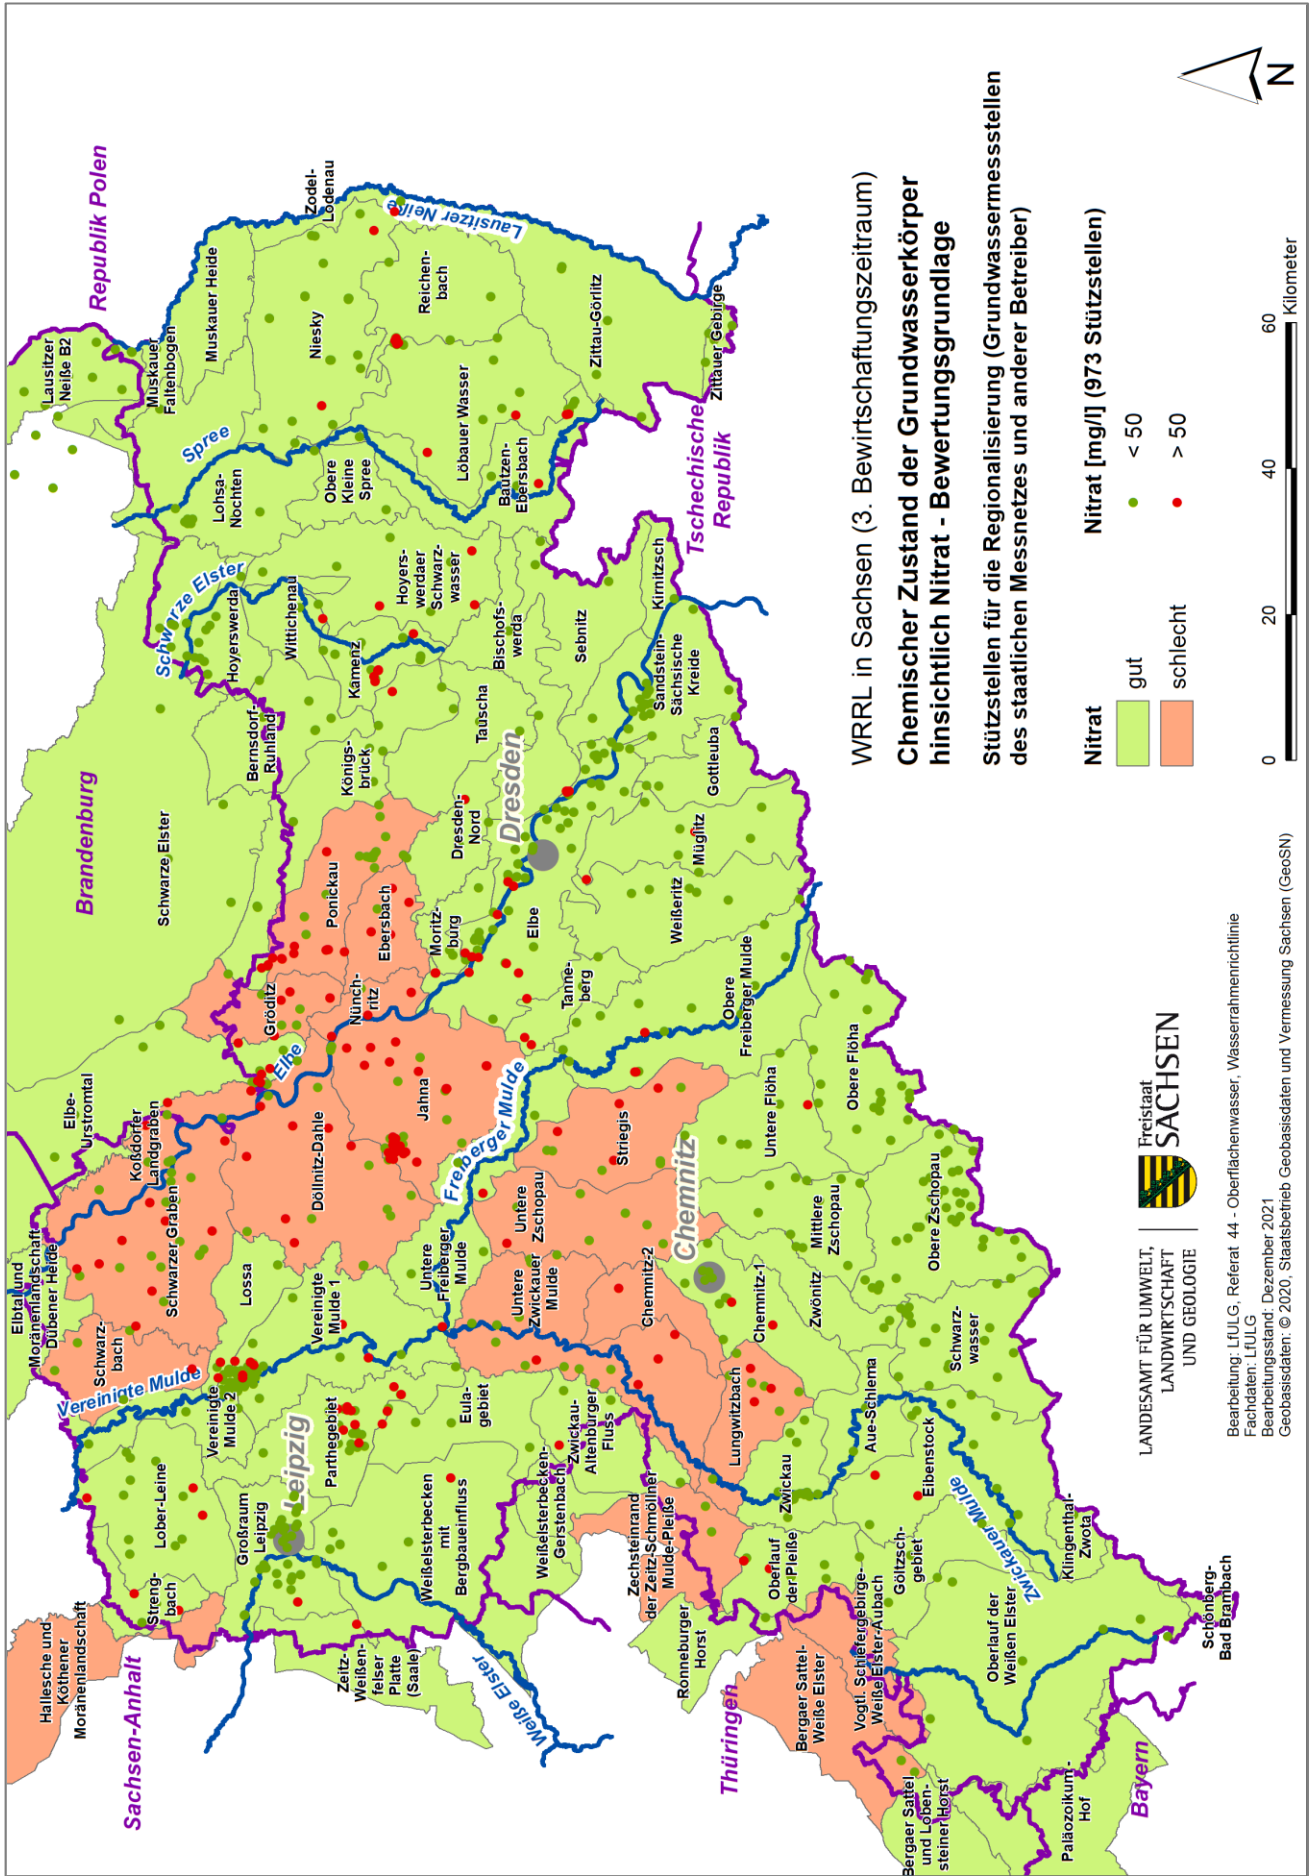 Republik Polen
Brandenburg
Sachsen-Anhalt
Thüringen
Bayern
Tschechische
Republik
Lausitzer
Neiße B2
Muskauer
Faltenbogen
Muskauer Heide
Zodel-
Lodenau
Lausitzer Neiße
Niesky
Reichen-
bach
Zittau-Görlitz
Zittauer Gebirge
Löbauer Wasser
Bautzen-
Ebersbach
Obere
Kleine
Spree
Spree
Lohsa-
Nochten
Schwarze Elster
Hoyerswerda
Wittichenau
Hoyers-
werdaer
Schwarz-
wasser
Kamenz
Bischofs-
werda
Sebnitz
Kirnitzsch
Sandstein-
Sächsische
Kreide
Gottleuba
Bernsdorf-
Ruhland
Königs-
brück
Tauscha
Dresden-
Nord
Dresden
Müglitz
Weißeritz
Schwarze Elster
Ponickau
Ebersbach
Moritz-
burg
Elbe
Tanne-
berg
Obere
Freiberger Mulde
Gröditz
Nünch-
ritz
Elbe
Elbe-
Urstromtal
Koßdorfer
Landgraben
Döllnitz-Dahle
Jahna
Freiberger Mulde
Striegis
Untere Flöha
Obere Flöha
Elbtal und
Moränenlandschaft
Dübener Heide
Schwarzer Graben
Schwarz-
bach
Lossa
Vereinigte
Mulde 1
Untere
Freiberger
Mulde
Untere
Zschopau
Untere
Zwickauer
Mulde
Chemnitz-2
Chemnitz
Chemnitz-1
Mittlere
Zschopau
Zwönitz
Obere Zschopau
Schwarz-
wasser
Vereinigte Mulde
Vereinigte
Mulde 2
Parthegebiet
Eula-
gebiet
Lungwitzbach
Aue-Schlema
Eibenstock
Zwickau-
Altenburger
Fluss
Zwickau
Zwickauer Mulde
Lober-Leine
Großraum
Leipzig
Leipzig
Weißelsterbecken
mit
Bergbaueinfluss
Weißelsterbecken-
Gerstenbach
Zechsteinrand
der Zeitz-Schmöllner
Mulde-Pleiße
Oberlauf
der Pleiße
Göltzsch-
gebiet
Klingenthal-
Zwota
Streng-
bach
Hallesche und
Köthener
Moränenlandschaft
Zeitz-
Weißen-
felser
Platte
(Saale)
Weiße Elster
Ronneburger
Horst
Bergaer Sattel-
Weiße Elster
Vogtl. Schiefergebirge-
Weiße Elster-Aubach
Oberlauf der
Weißen Elster
Schönberg-
Bad Brambach
Bergaer Sattel
und Loben-
steiner Horst
Paläozoikum -
Hof
WRRL in Sachsen (3. Bewirtschaftungszeitraum)
Chemischer Zustand der Grundwasserkörper
hinsichtlich Nitrat - Bewertungsgrundlage
Stützstellen für die Regionalisierung (Grundwassermessstellen
des staatlichen Messnetzes und anderer Betreiber)
Nitrat
gut
schlecht
Nitrat [mg/l] (973 Stützstellen)
< 50
> 50
0 20 40 60
Kilometer
N
LANDESAMT FÜR UMWELT,
LANDWIRTSCHAFT
UND GEOLOGIE
Freistaat
SACHSEN
Bearbeitung: LfULG, Referat 44 - Oberflächenwasser, Wasserrahmenrichtlinie
Fachdaten: LfULG
Bearbeitungsstand: Dezember 2021
Geobasisdaten: © 2020, Staatsbetrieb Geobasisdaten und Vermessung Sachsen (GeoSN)